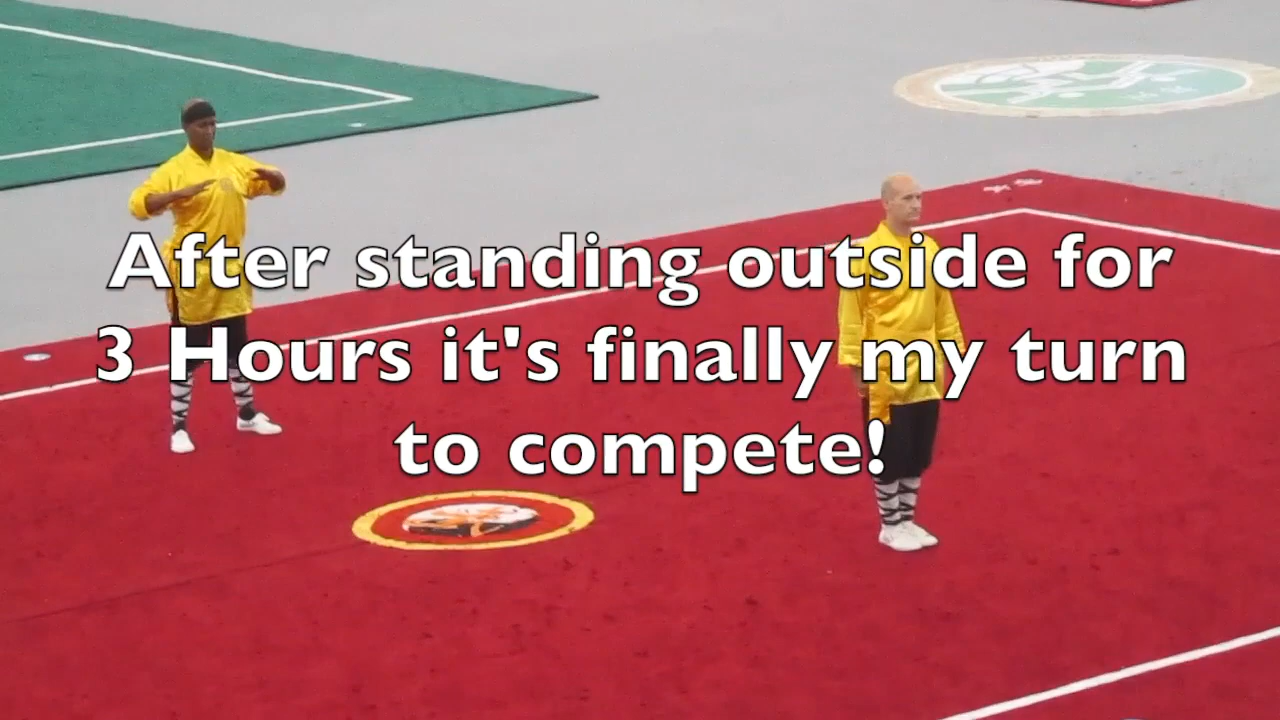 After standing outside for
3 Hours it's finally my turn
to compete!